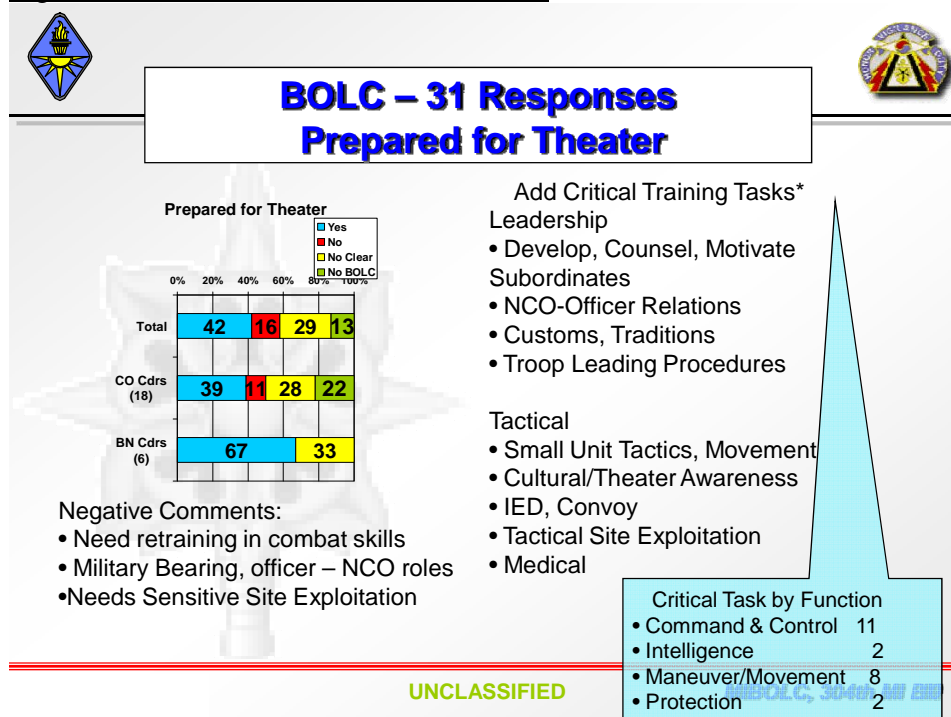 BOLC – 31 Responses
Prepared for Theater
Prepared for Theater
Yes
No
No Clear
No BOLC
0% 20% 40% 60% 80% 100%
Total 42 16 29 13
CO Cdrs
(18)
39 11 28 22
BN Cdrs
(6)
67 33
Negative Comments:
• Need retraining in combat skills
• Military Bearing, officer – NCO roles
•Needs Sensitive Site Exploitation
Add Critical Training Tasks*
Leadership
• Develop, Counsel, Motivate
Subordinates
• NCO-Officer Relations
• Customs, Traditions
• Troop Leading Procedures
Tactical
• Small Unit Tactics, Movement
• Cultural/Theater Awareness
• IED, Convoy
• Tactical Site Exploitation
• Medical
Critical Task by Function
• Command & Control 11
• Intelligence 2
• Maneuver/Movement 8
• Protection 2
UNCLASSIFIED
MIBOLC, 304th MI BN